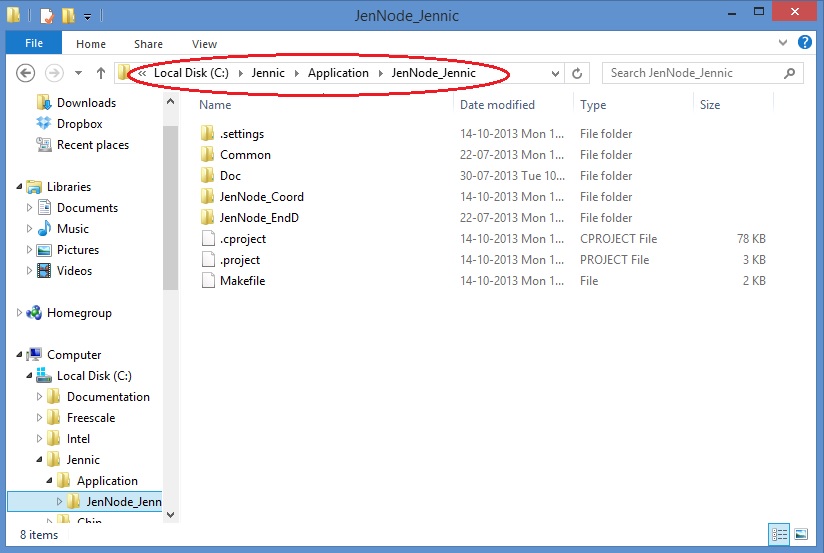 JenNode_Jennic
File Home Share View
« Local Disk (C:) Jennic Application JenNode_Jennic Search JenNode_Jennic
Name Date modified Type Size
Downloads
Dropbox
Recent places
Libraries
Documents
Music
Pictures
Videos
Homegroup
Computer
Local Disk (C:)
Documentation
Freescale
Intel
Jennic
Application
JenNode_Jenn
Chip
.settings 14-10-2013 Mon 1... File folder
Common 22-07-2013 Mon 1... File folder
Doc 30-07-2013 Tue 10... File folder
JenNode_Coord 14-10-2013 Mon 1... File folder
JenNode_EndD 22-07-2013 Mon 1... File folder
.cproject 14-10-2013 Mon 1... CPROJECT File 78 KB
.project 14-10-2013 Mon 1... PROJECT File 3 KB
Makefile 14-10-2013 Mon 1... File 2 KB
8 items